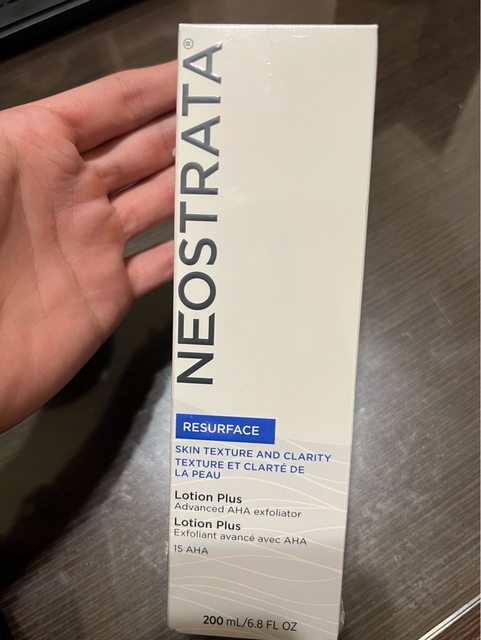 NEOSTRATA®
RESURFACE
SKIN TEXTURE AND CLARITY
TEXTURE ET CLARTÉ DE
LA PEAU
Lotion Plus
Advanced AHA exfoliator
Lotion Plus
Exfoliant avancé avec AHA
15 AHA
200 mL/6.8 FL OZ